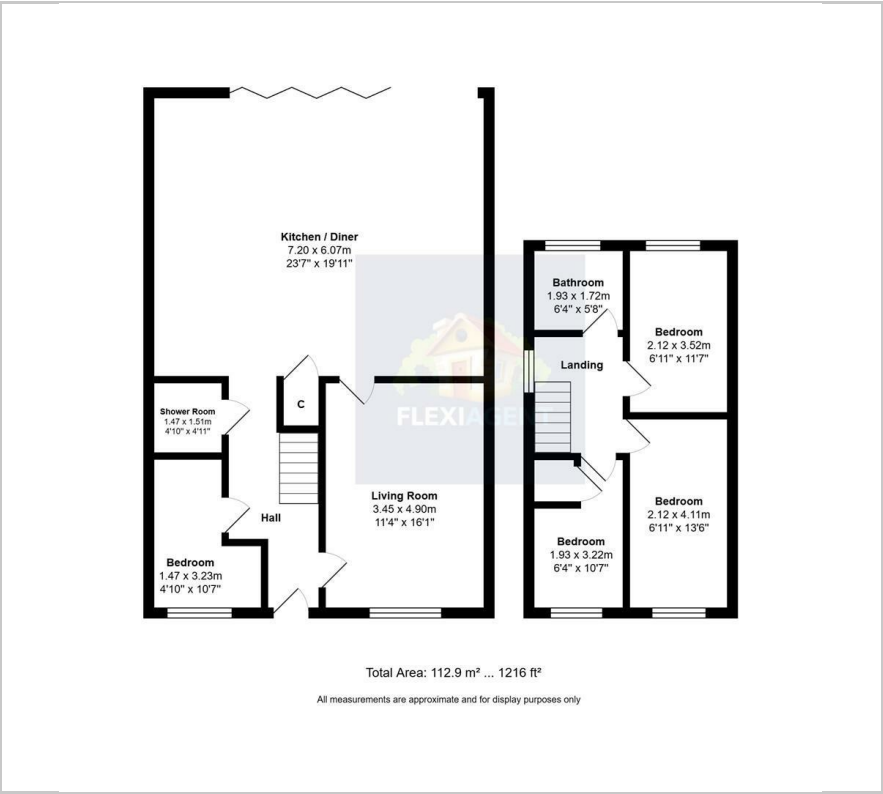 Kitchen / Diner
7.20 x 6.07m
23'7" x 19'11"
Bathroom
1.93 x 1.72m
6'4" x 5'8"
Bedroom
2.12 x 3.52m
6'11" x 11'7"
Landing
C
Shower Room
1.47 x 1.51m
4'10" x 4'11"
FLEXIAGENT
Living Room
3.45 x 4.90m
11'4" x 16'1"
Hall
Bedroom
2.12 x 4.11m
6'11" x 13'6"
Bedroom
1.93 x 3.22m
6'4" x 10'7"
Bedroom
1.47 x 3.23m
4'10" x 10'7"
Total Area: 112.9 m² ... 1216 ft²
All measurements are approximate and for display purposes only